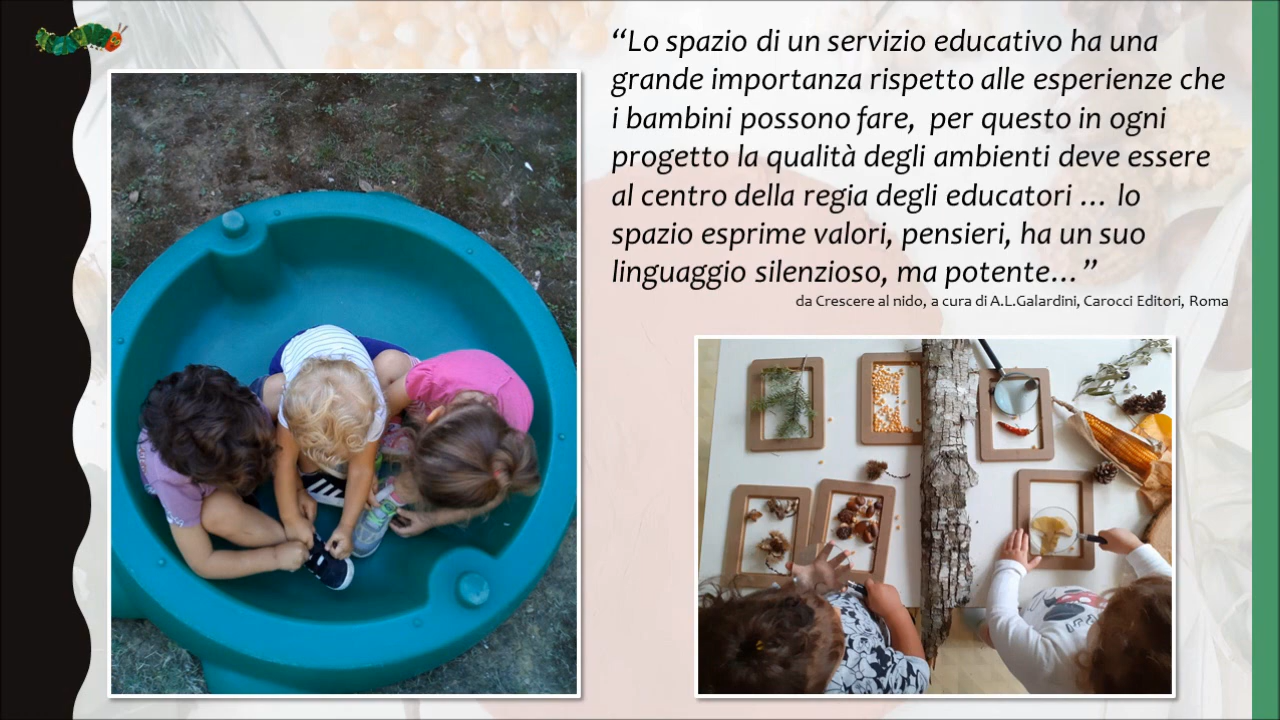 “Lo spazio di un servizio educativo ha una
grande importanza rispetto alle esperienze che
i bambini possono fare,  per questo in ogni
progetto la qualità degli ambienti deve essere
al centro della regia degli educatori … lo
spazio esprime valori, pensieri, ha un suo
linguaggio silenzioso, ma potente…”
da Crescere al nido, a cura di A.L.Galardini, Carocci Editori, Roma